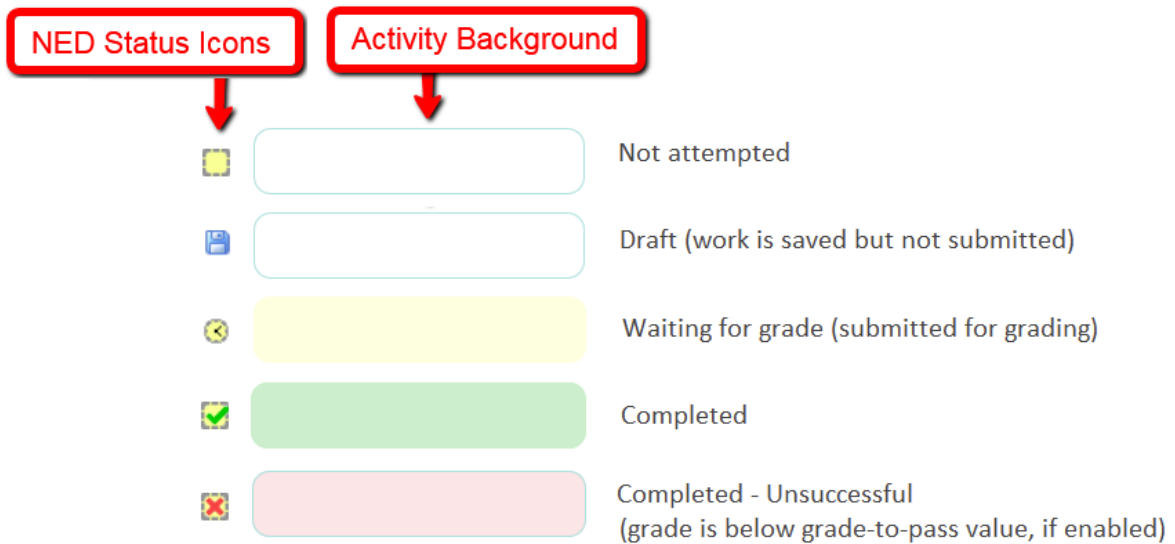 NED Status Icons
Activity Background
Not attempted
Draft (work is saved but not submitted)
Waiting for grade (submitted for grading)
Completed
Completed - Unsuccessful
(grade is below grade-to-pass value, if enabled)